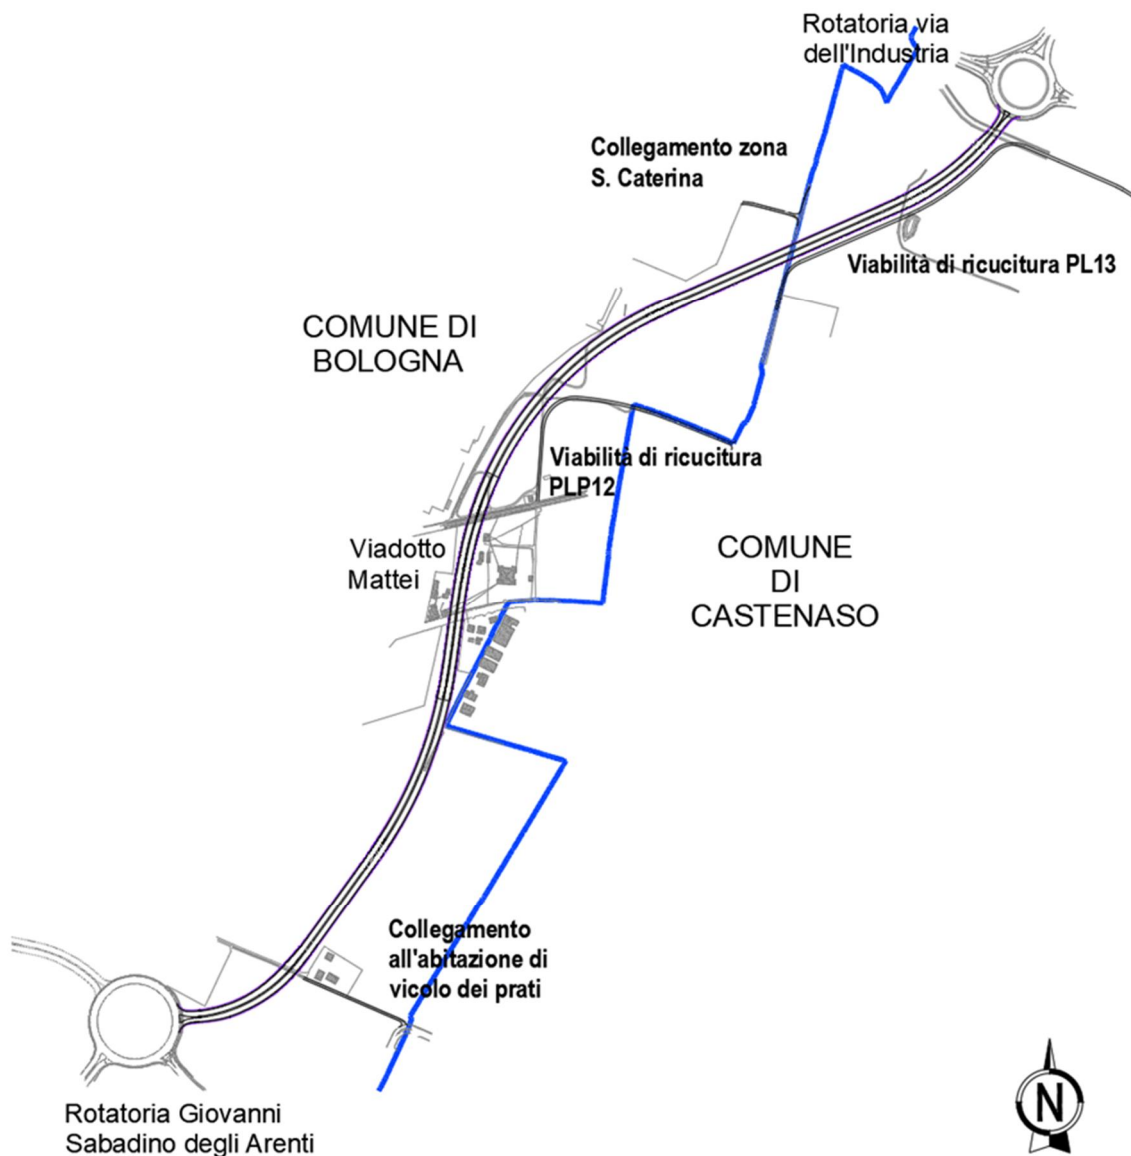 Rotatoria via
dell'Industria
Collegamento zona
S. Caterina
Viabilità di ricucitura PL13
COMUNE DI
BOLOGNA
Viabilità di ricucitura
PLP12
Viadotto
Mattei
COMUNE
DI
CASTENASO
Collegamento
all'abitazione di
vicolo dei prati
Rotatoria Giovanni
Sabadino degli Arenti
N